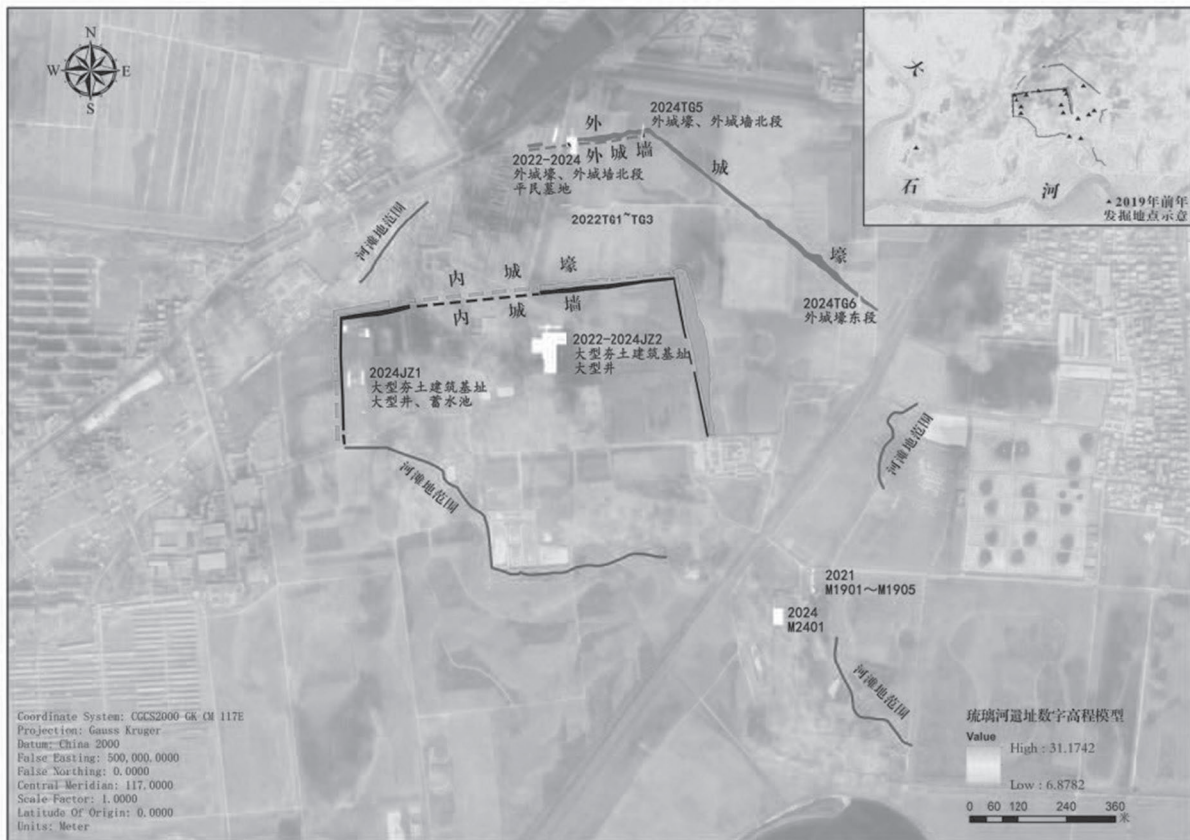 N
W E
S
大
石 河
▲2019年前年
发掘地点示意
2024TG5
外城壕、外城墙北段
外 城 壕
外城墙
2022-2024
外城壕、外城墙北段
平民墓地
2022TG1~TG3
河滩地范围
内 城 壕
内 城 墙
2024TG6
外城壕东段
2022-2024JZ2
大型夯土建筑基址
大型井
2024JZ1
大型夯土建筑基址
大型井、蓄水池
河滩地范围
河滩地范围
2021
M1901～M1905
2024
M2401
河滩地范围
Coordinate System: CGCS2000 GK CM 117E
Projection: Gauss Kruger
Datum: China 2000
False Easting: 500,000.0000
False Northing: 0.0000
Central Meridian: 117.0000
Scale Factor: 1.0000
Latitude Of Origin: 0.0000
Units: Meter
琉璃河遗址数字高程模型
Value
High : 31.1742
Low : 6.8782
0 60 120 240 360
米